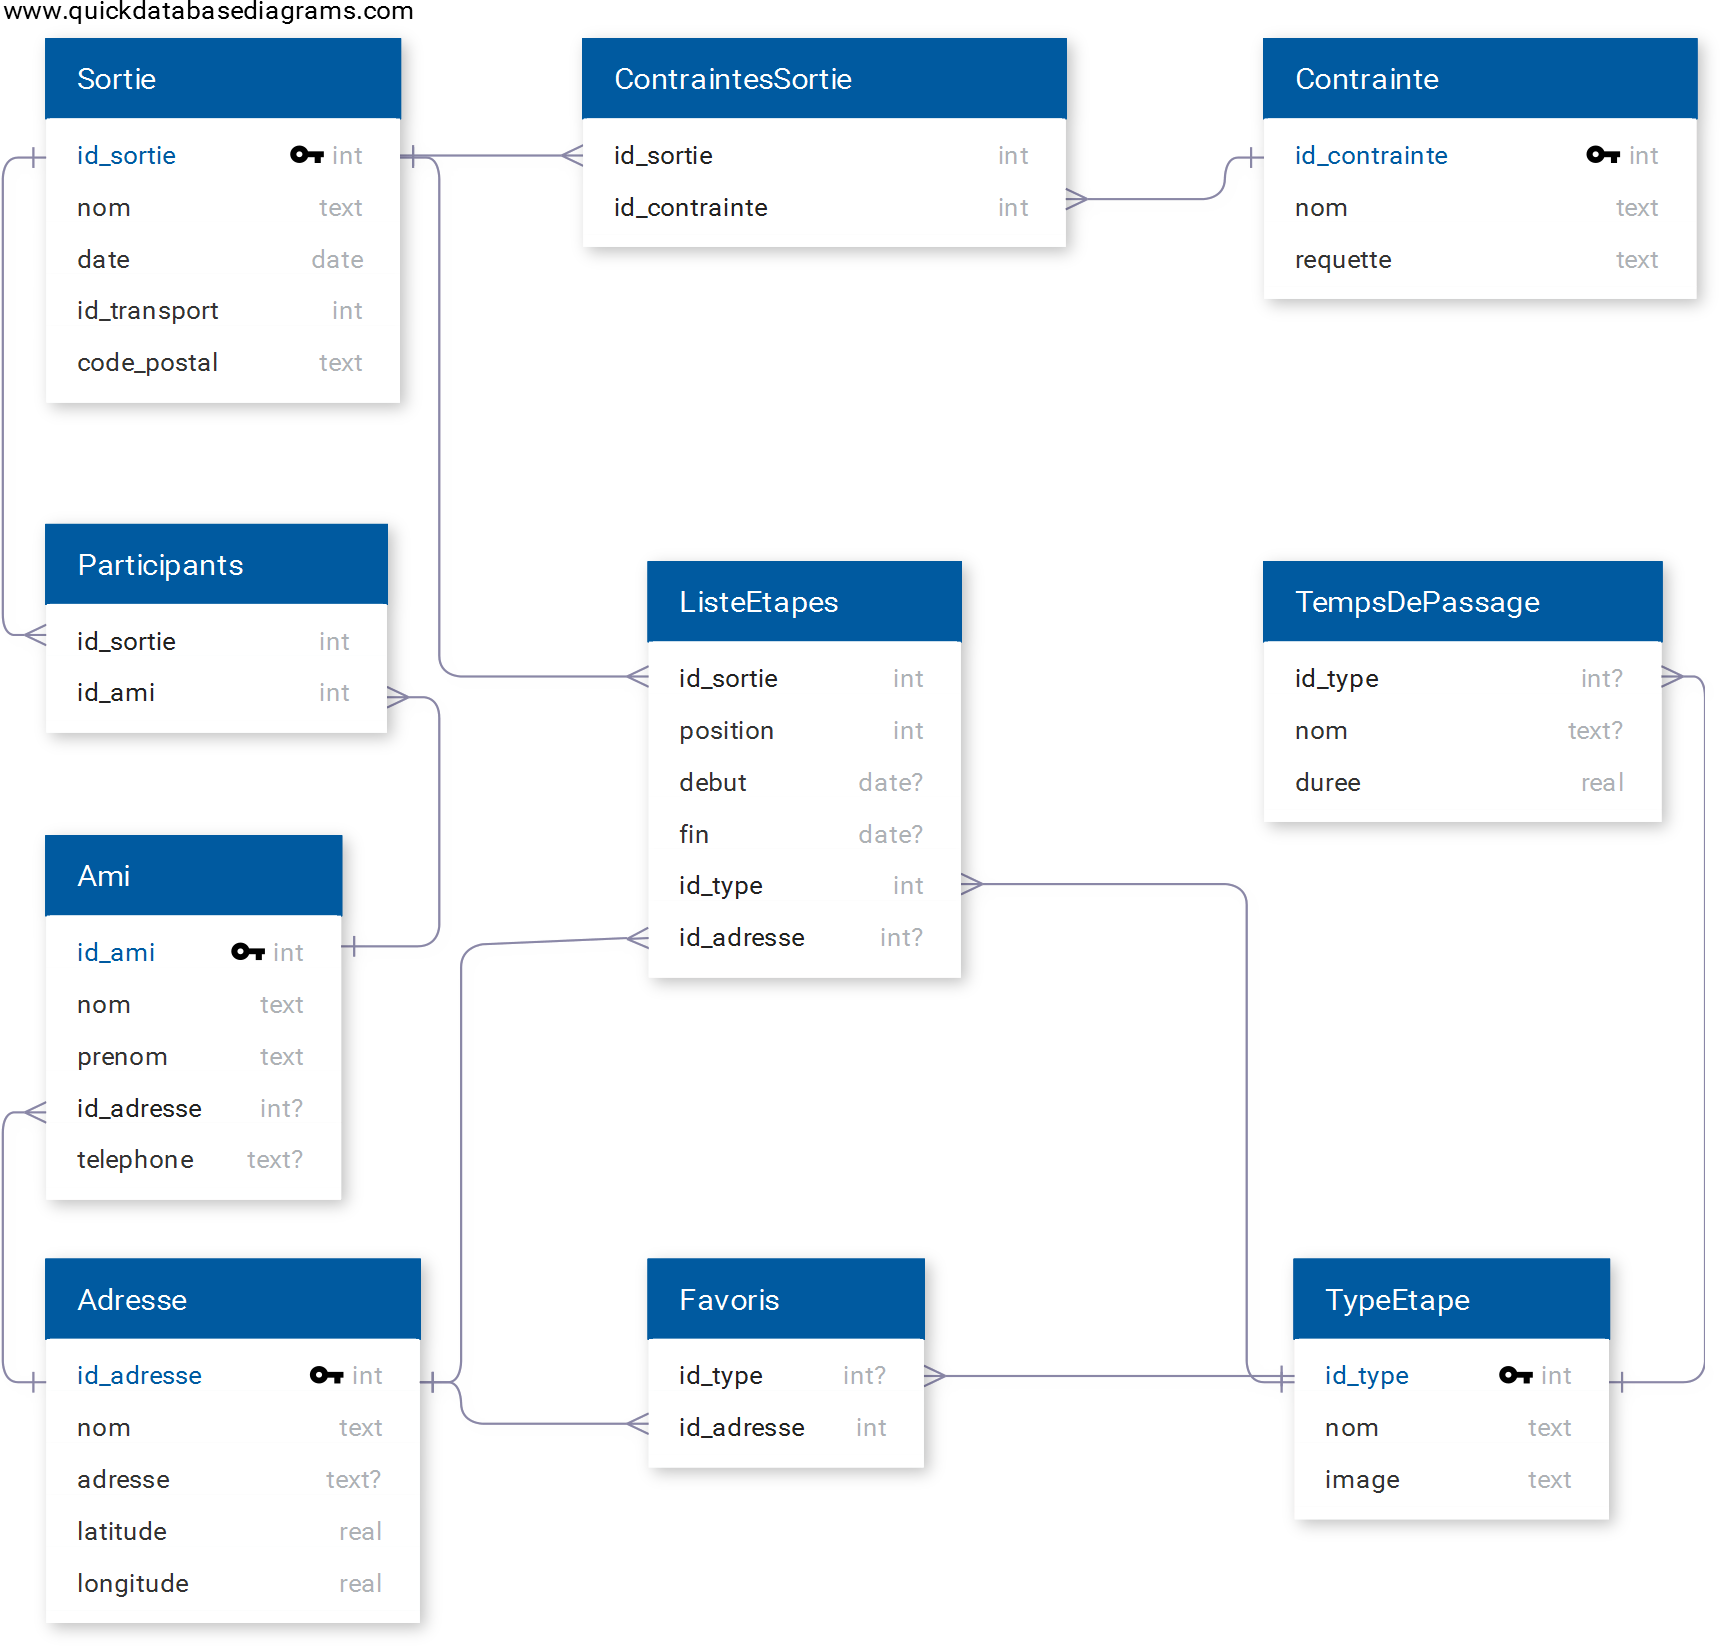 www.quickdatabasediagrams.com
Sortie
id_sortie int
nom text
date date
id_transport int
code_postal text
ContraintesSortie
id_sortie int
id_contrainte int
Contrainte
id_contrainte int
nom text
requette text
Participants
id_sortie int
id_ami int
ListeEtapes
id_sortie int
position int
debut date?
fin date?
id_type int
id_adresse int?
TempsDePassage
id_type int?
nom text?
duree real
Ami
id_ami int
nom text
prenom text
id_adresse int?
telephone text?
Adresse
id_adresse int
nom text
adresse text?
latitude real
longitude real
Favoris
id_type int?
id_adresse int
TypeEtape
id_type int
nom text
image text